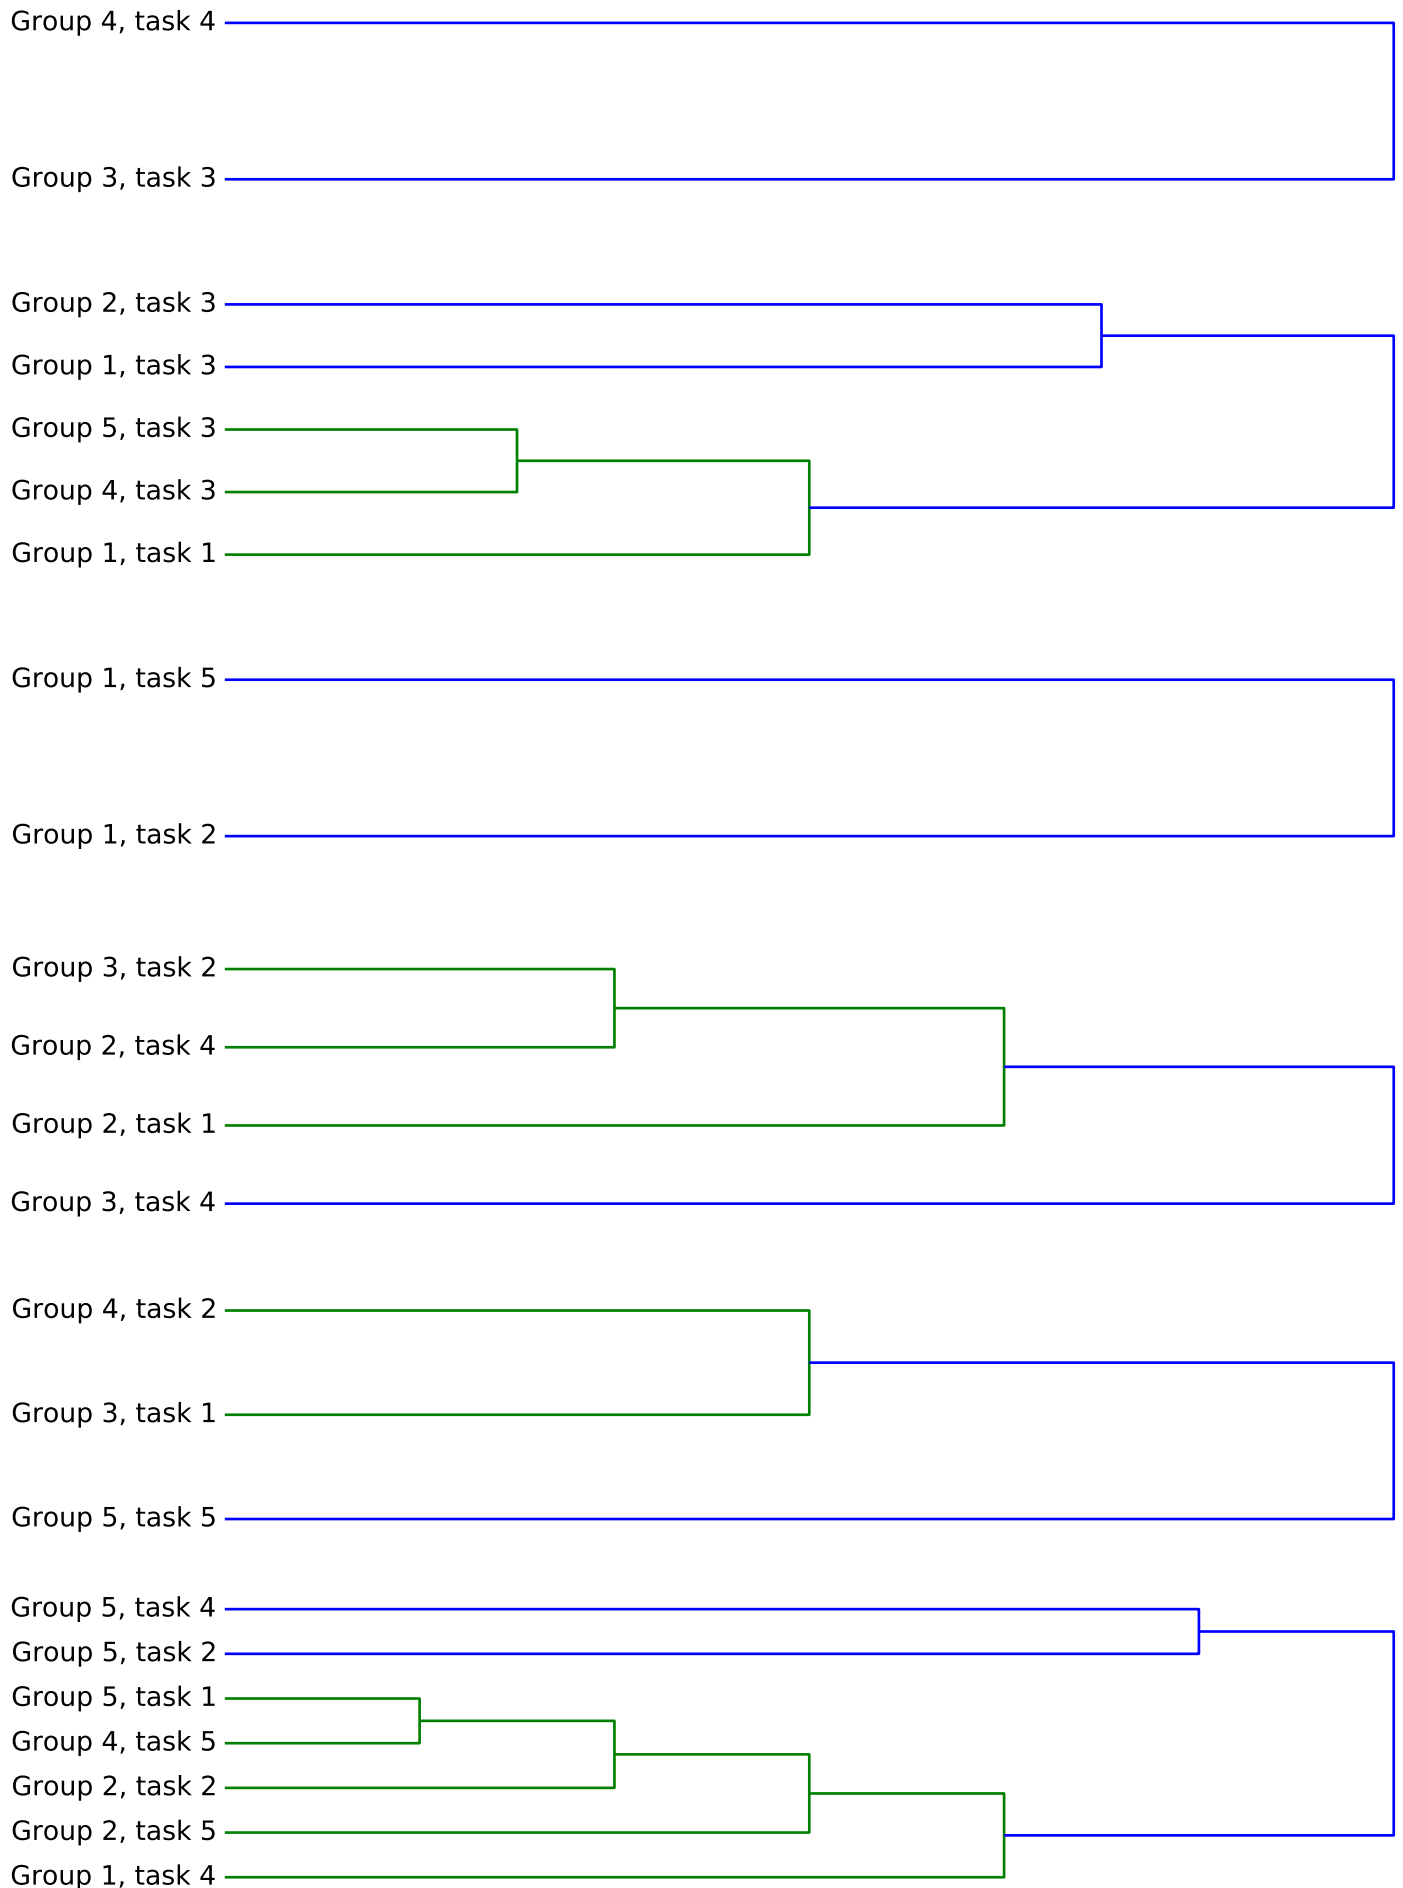 Group 4, task 4
Group 3, task 3
Group 2, task 3
Group 1, task 3
Group 5, task 3
Group 4, task 3
Group 1, task 1
Group 1, task 5
Group 1, task 2
Group 3, task 2
Group 2, task 4
Group 2, task 1
Group 3, task 4
Group 4, task 2
Group 3, task 1
Group 5, task 5
Group 5, task 4
Group 5, task 2
Group 5, task 1
Group 4, task 5
Group 2, task 2
Group 2, task 5
Group 1, task 4